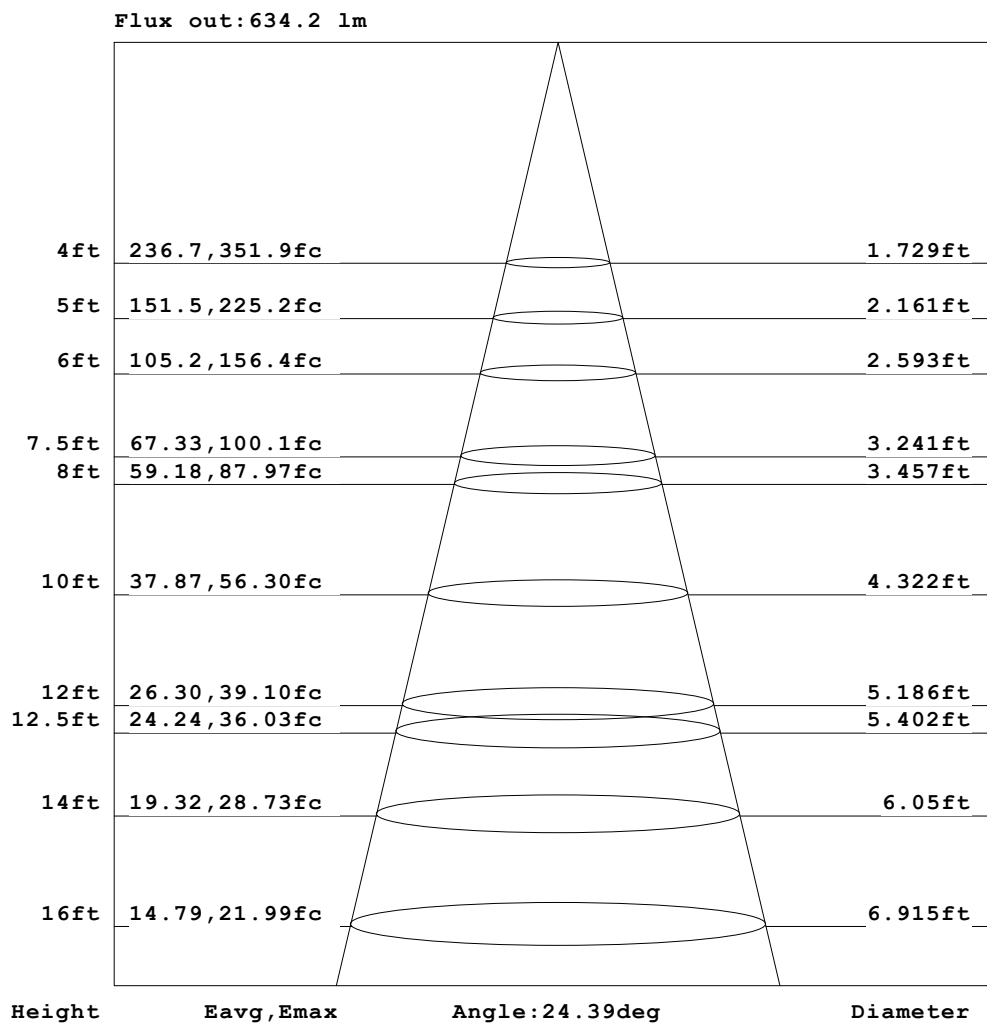 Flux out:634.2 lm
4ft 236.7,351.9fc 1.729ft
5ft 151.5,225.2fc 2.161ft
6ft 105.2,156.4fc 2.593ft
7.5ft 67.33,100.1fc 3.241ft
8ft 59.18,87.97fc 3.457ft
10ft 37.87,56.30fc 4.322ft
12ft 26.30,39.10fc 5.186ft
12.5ft 24.24,36.03fc 5.402ft
14ft 19.32,28.73fc 6.05ft
16ft 14.79,21.99fc 6.915ft
Height Eavg,Emax Angle:24.39deg Diameter